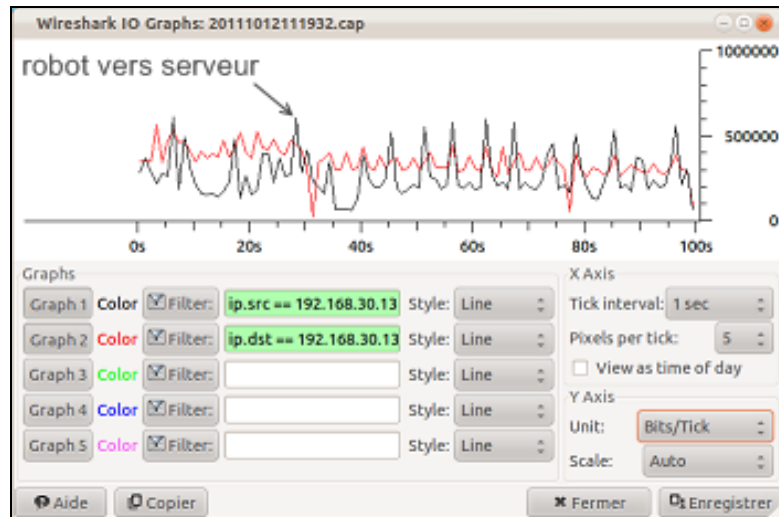 Wireshark IO Graphs: 20111012111932.cap
robot vers serveur
1000000
500000
0
0s 20s 40s 60s 80s 100s
Graphs
Graph 1 Color Filter: ip.src == 192.168.30.13 Style: Line
Graph 2 Color Filter: ip.dst == 192.168.30.13 Style: Line
Graph 3 Color Filter: Style: Line
Graph 4 Color Filter: Style: Line
Graph 5 Color Filter: Style: Line
X Axis
Tick interval: 1 sec
Pixels per tick: 5
View as time of day
Y Axis
Unit: Bits/Tick
Scale: Auto
Aide Copier Fermer Enregistrer